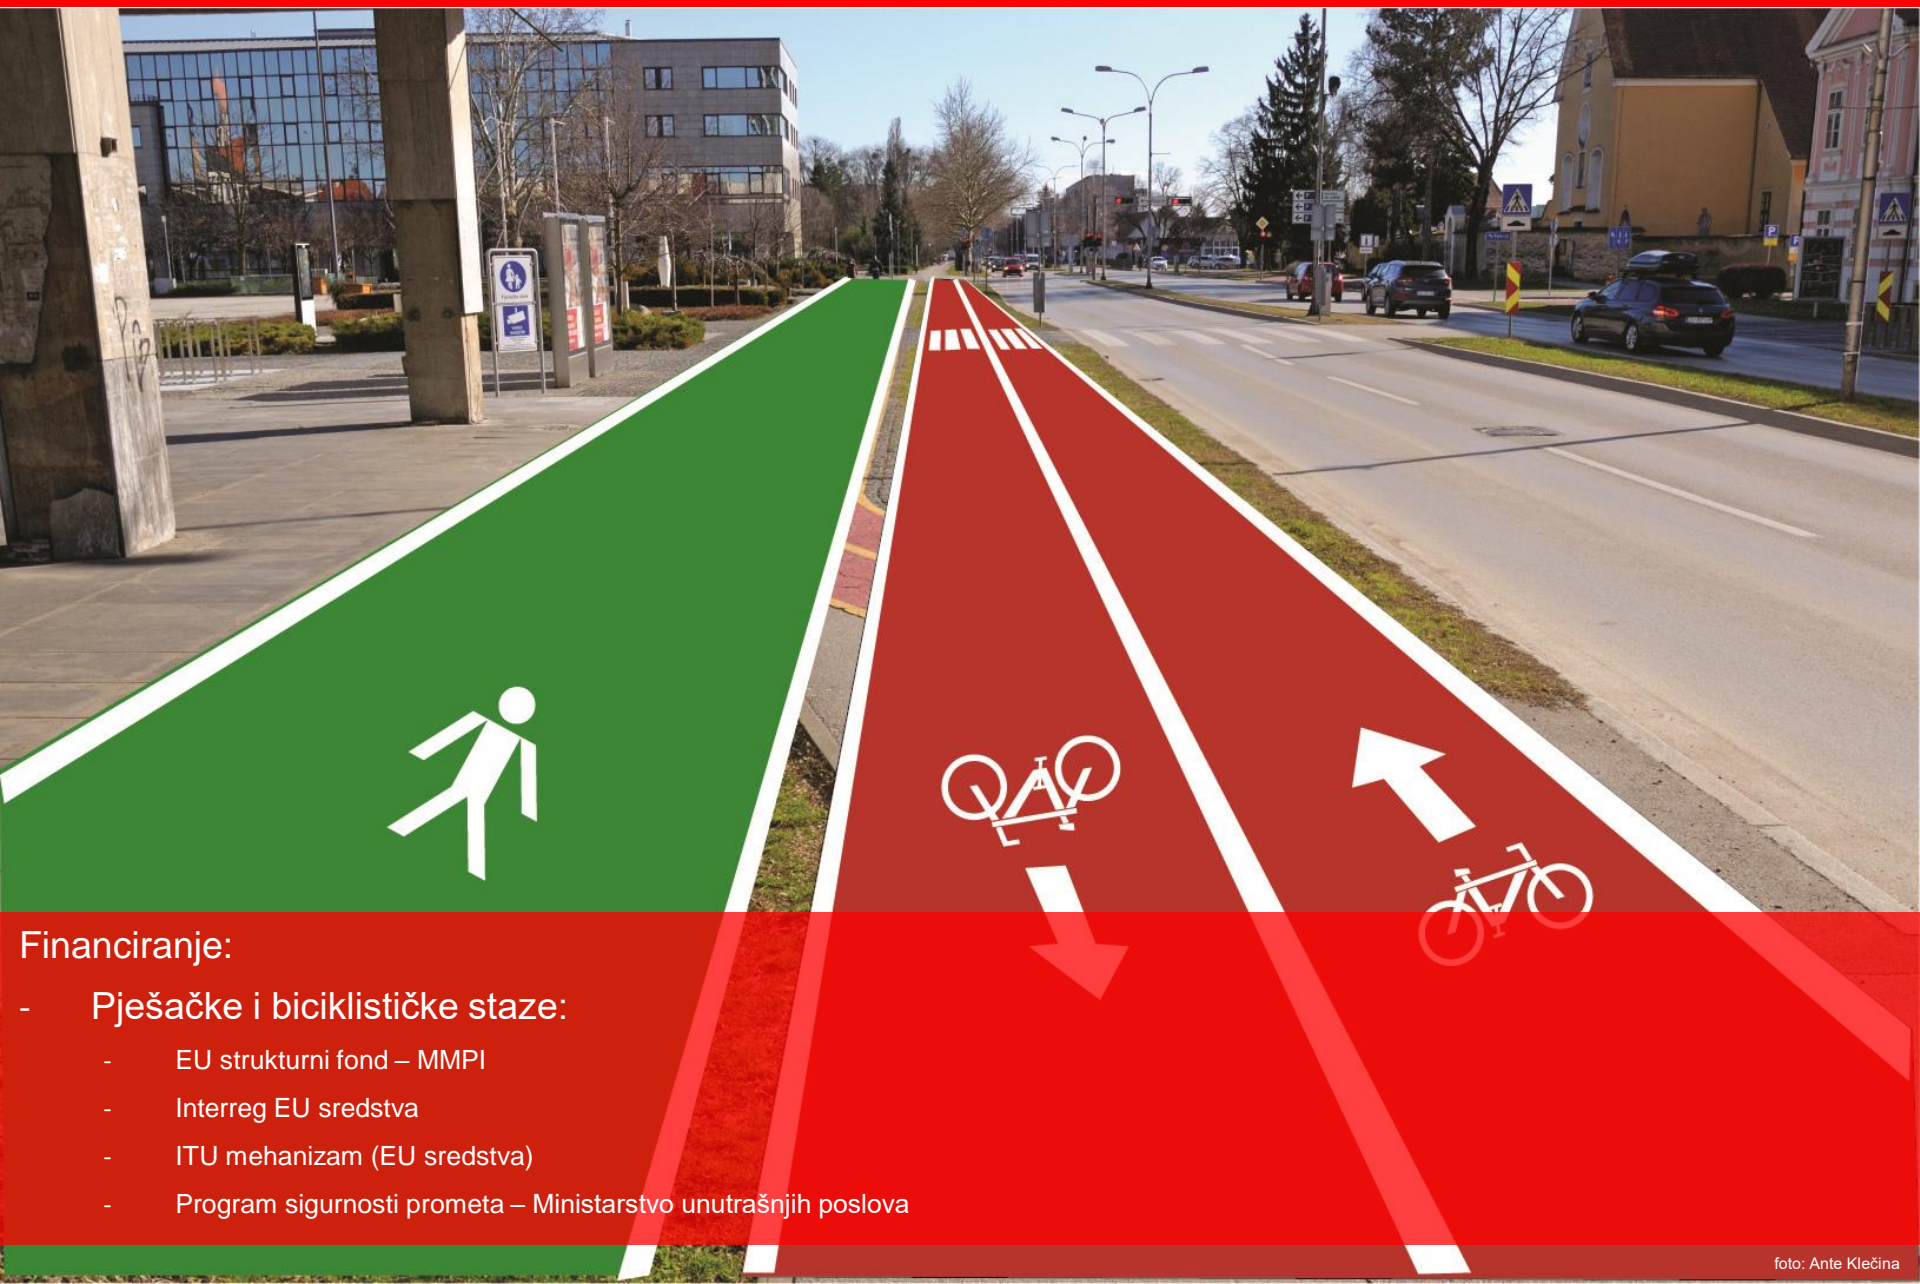 Financiranje:
- Pješačke i biciklističke staze:
- EU strukturni fond – MMPI
- Interreg EU sredstva
- ITU mehanizam (EU sredstva)
- Program sigurnosti prometa – Ministarstvo unutrašnjih poslova
foto: Ante Klečina